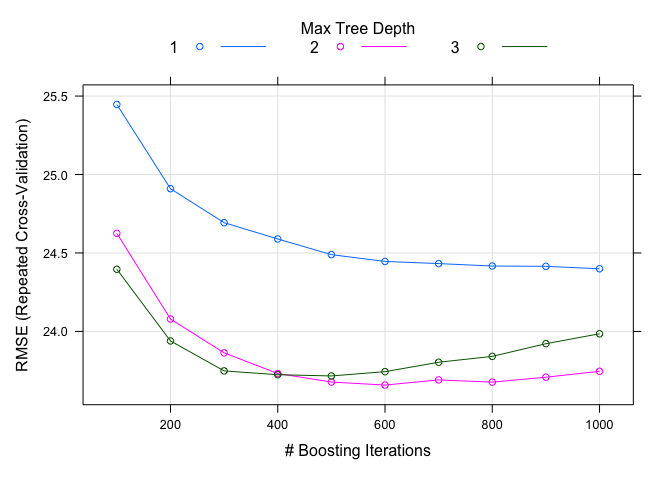 Max Tree Depth
1 2 3
25.5
25.0
24.5
24.0
RMSE (Repeated Cross-Validation)
200 400 600 800 1000
# Boosting Iterations